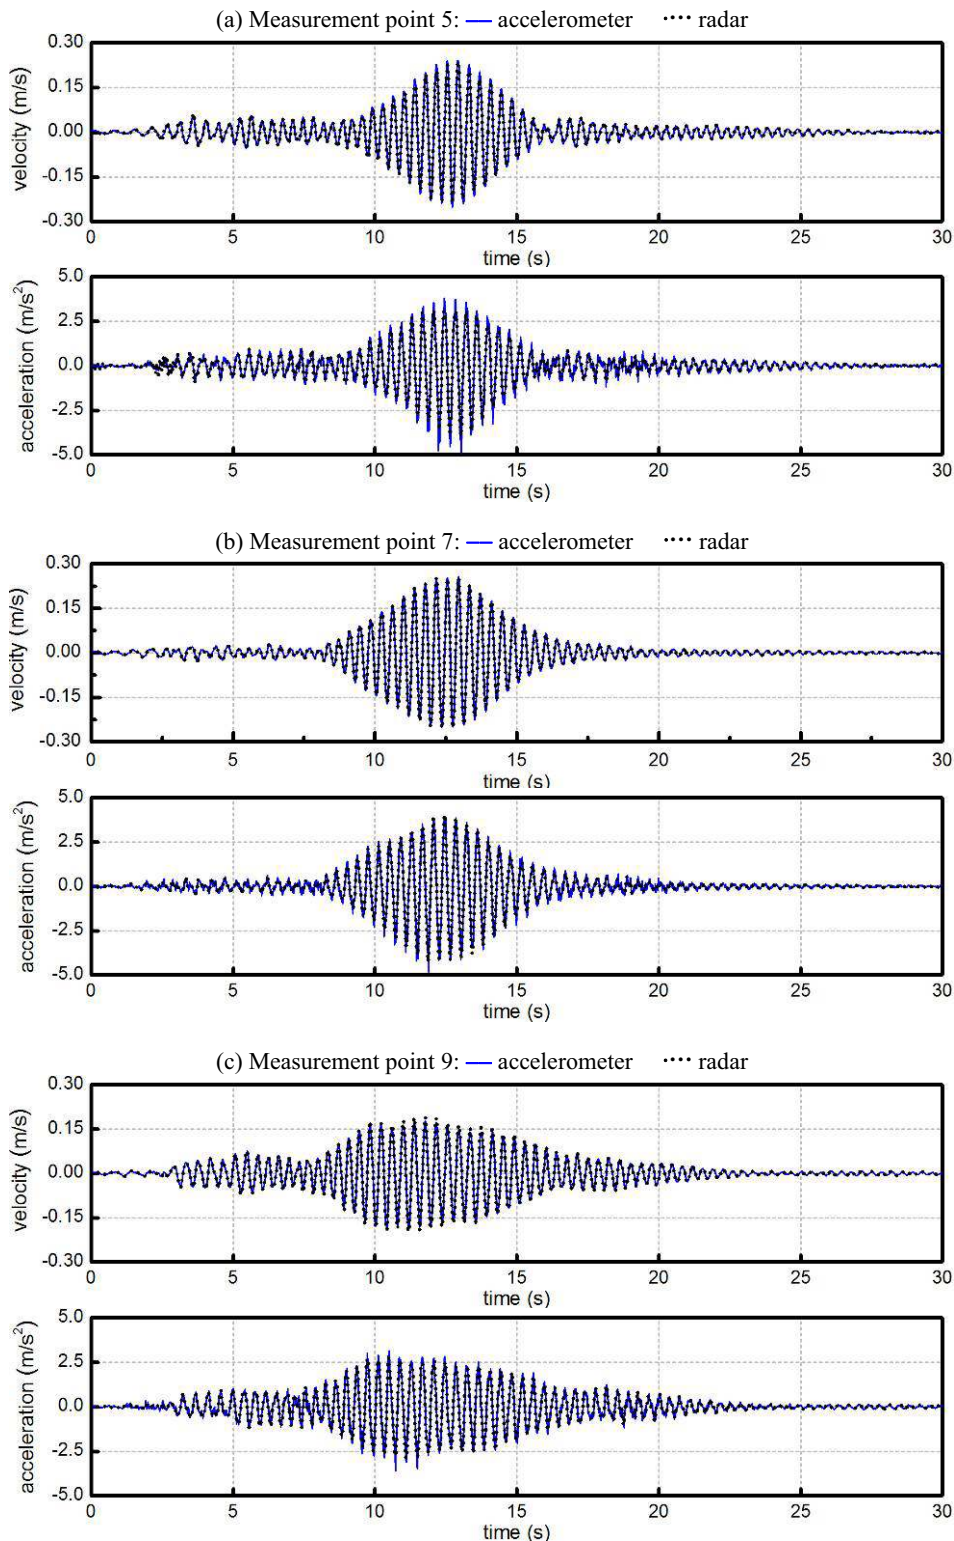 (a) Measurement point 5: — accelerometer ···· radar
0.30
0.15
0.00
-0.15
-0.30
velocity (m/s)
0 5 10 15 20 25 30
time (s)
5.0
2.5
0.0
-2.5
-5.0
acceleration (m/s²)
0 5 10 15 20 25 30
time (s)
(b) Measurement point 7: — accelerometer ···· radar
0.30
0.15
0.00
-0.15
-0.30
velocity (m/s)
0 5 10 15 20 25 30
time (s)
5.0
2.5
0.0
-2.5
-5.0
acceleration (m/s²)
0 5 10 15 20 25 30
time (s)
(c) Measurement point 9: — accelerometer ···· radar
0.30
0.15
0.00
-0.15
-0.30
velocity (m/s)
0 5 10 15 20 25 30
time (s)
5.0
2.5
0.0
-2.5
-5.0
acceleration (m/s²)
0 5 10 15 20 25 30
time (s)